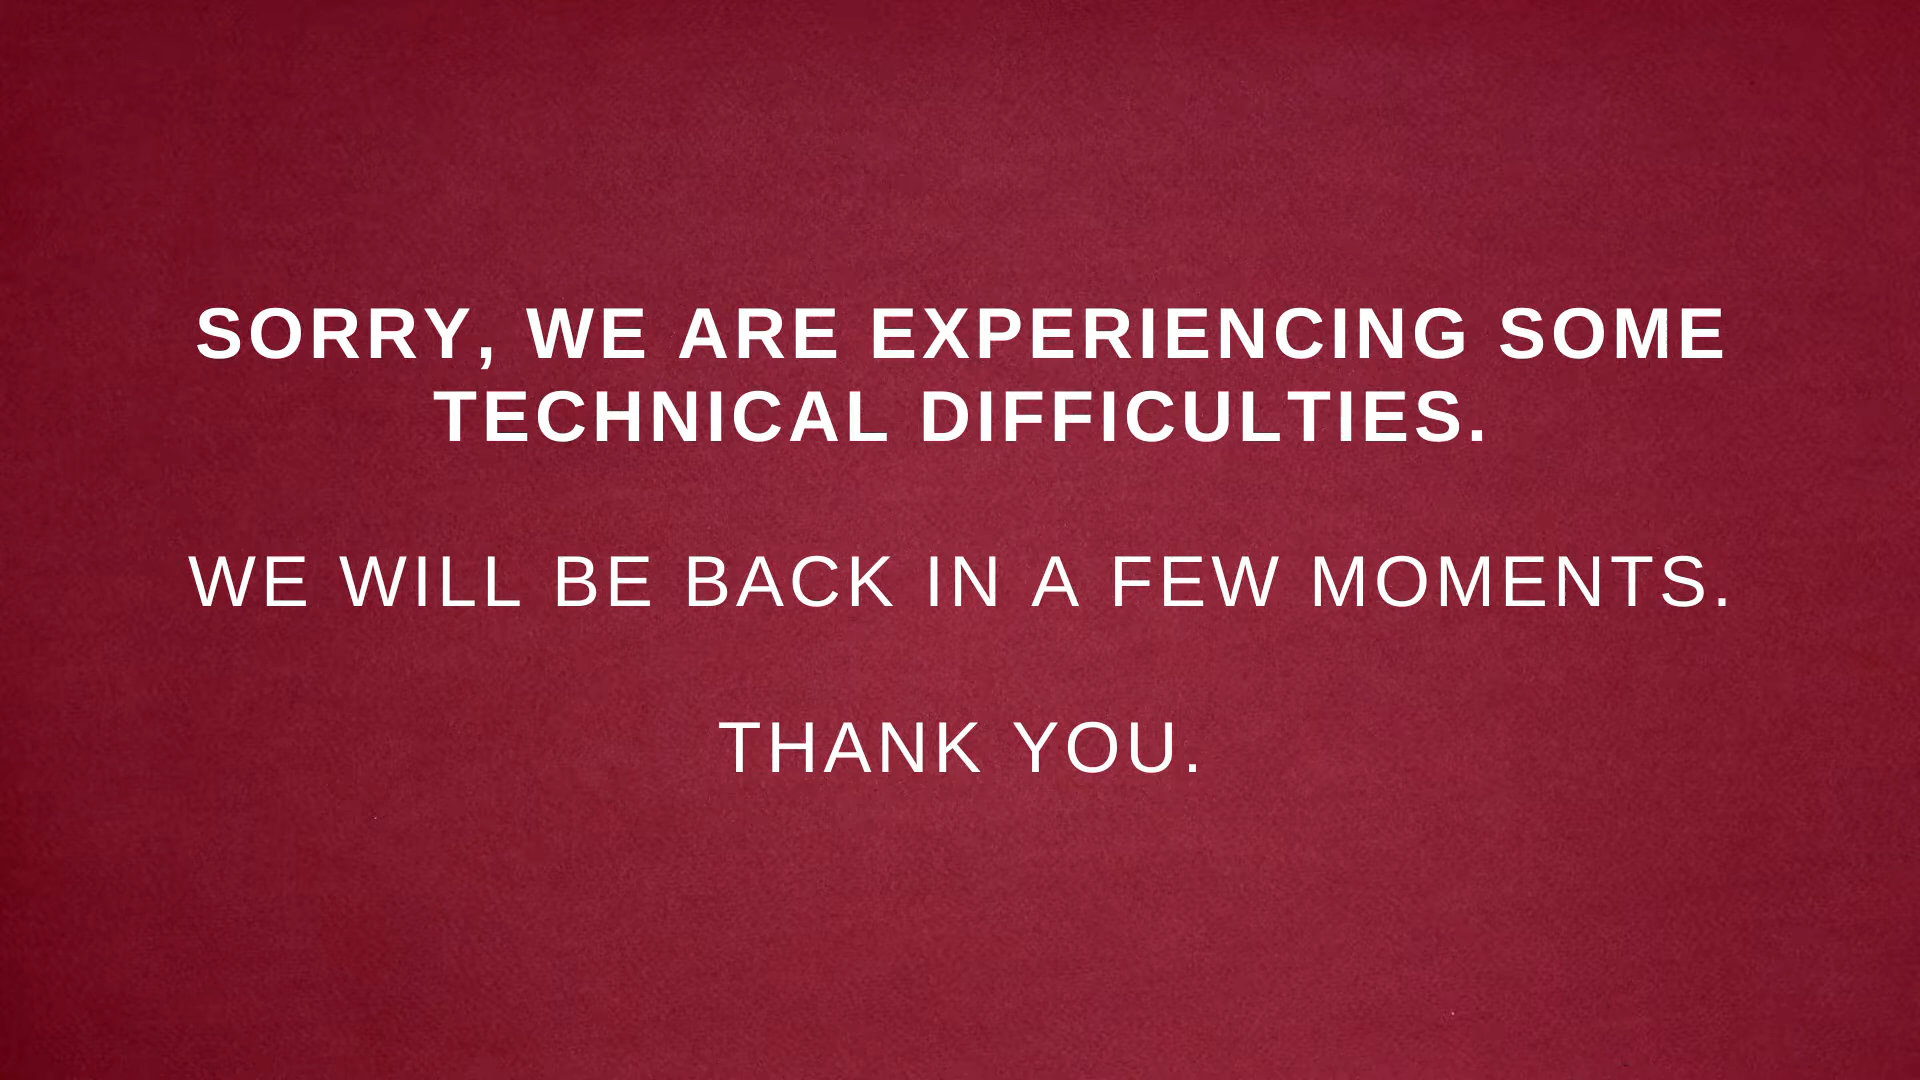 SORRY, WE ARE EXPERIENCING SOME
TECHNICAL DIFFICULTIES.
WE WILL BE BACK IN A FEW MOMENTS.
THANK YOU.